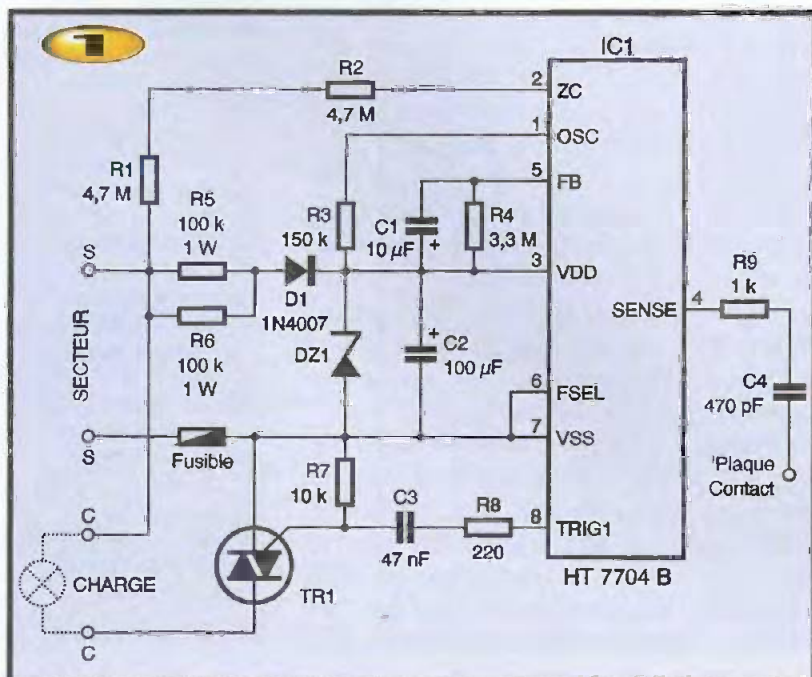 1
IC1
R2
4,7 M
2
ZC
1
OSC
R1
4,7 M
5
FB
R5
100 k
1 W
R3
150 k
C1
10 µF
+
R4
3,3 M
3
VDD
S
D1
1N4007
R6
100 k
1 W
SECTEUR
DZ1
+
C2
100 µF
SENSE
4
R9
1 k
C4
470 pF
6
FSEL
7
VSS
S
Fusible
Plaque
Contact
R7
10 k
C3
47 nF
R8
220
8
TRIG1
C
CHARGE
C
TR1
HT 7704 B